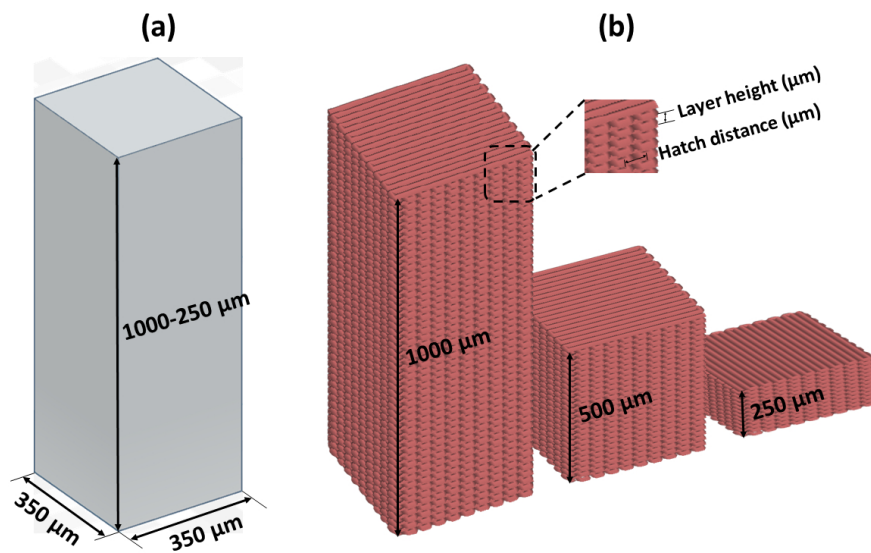 (a)
(b)
Layer height (µm)
Hatch distance (µm)
1000-250 µm
1000 µm
500 µm
250 µm
350 µm
350 µm